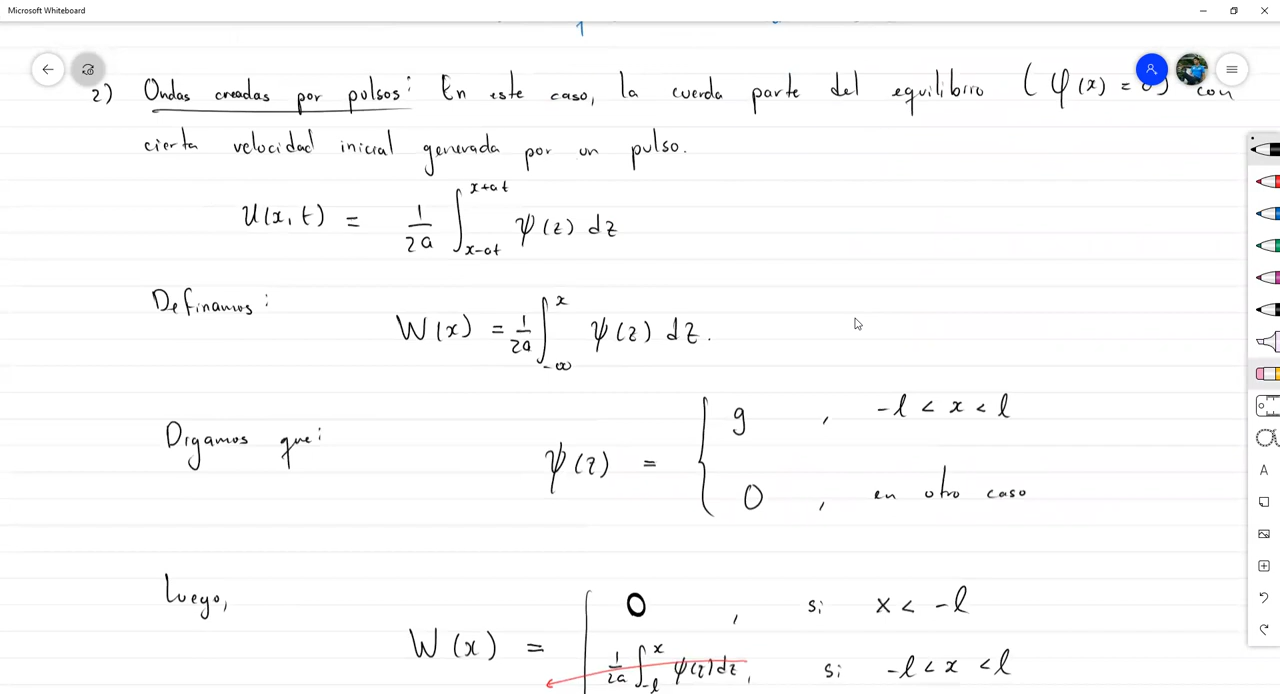 Microsoft Whiteboard
2) Ondas creadas por pulsos: En este caso, la cuerda parte del equilibrio (φ(x) = 0) con
cierta velocidad inicial generada por un pulso.
U(x,t) = 1/2a ∫_{x-at}^{x+at} ψ(z) dz
Definamos:
W(x) = 1/2a ∫_{-∞}^{x} ψ(z) dz.
Digamos que:
ψ(z) = { g , -l < x < l
0 , en otro caso
Luego,
W(x) = { 0 , si x < -l
1/2a ∫_{-l}^{x} ψ(z) dz, si -l < x < l
A